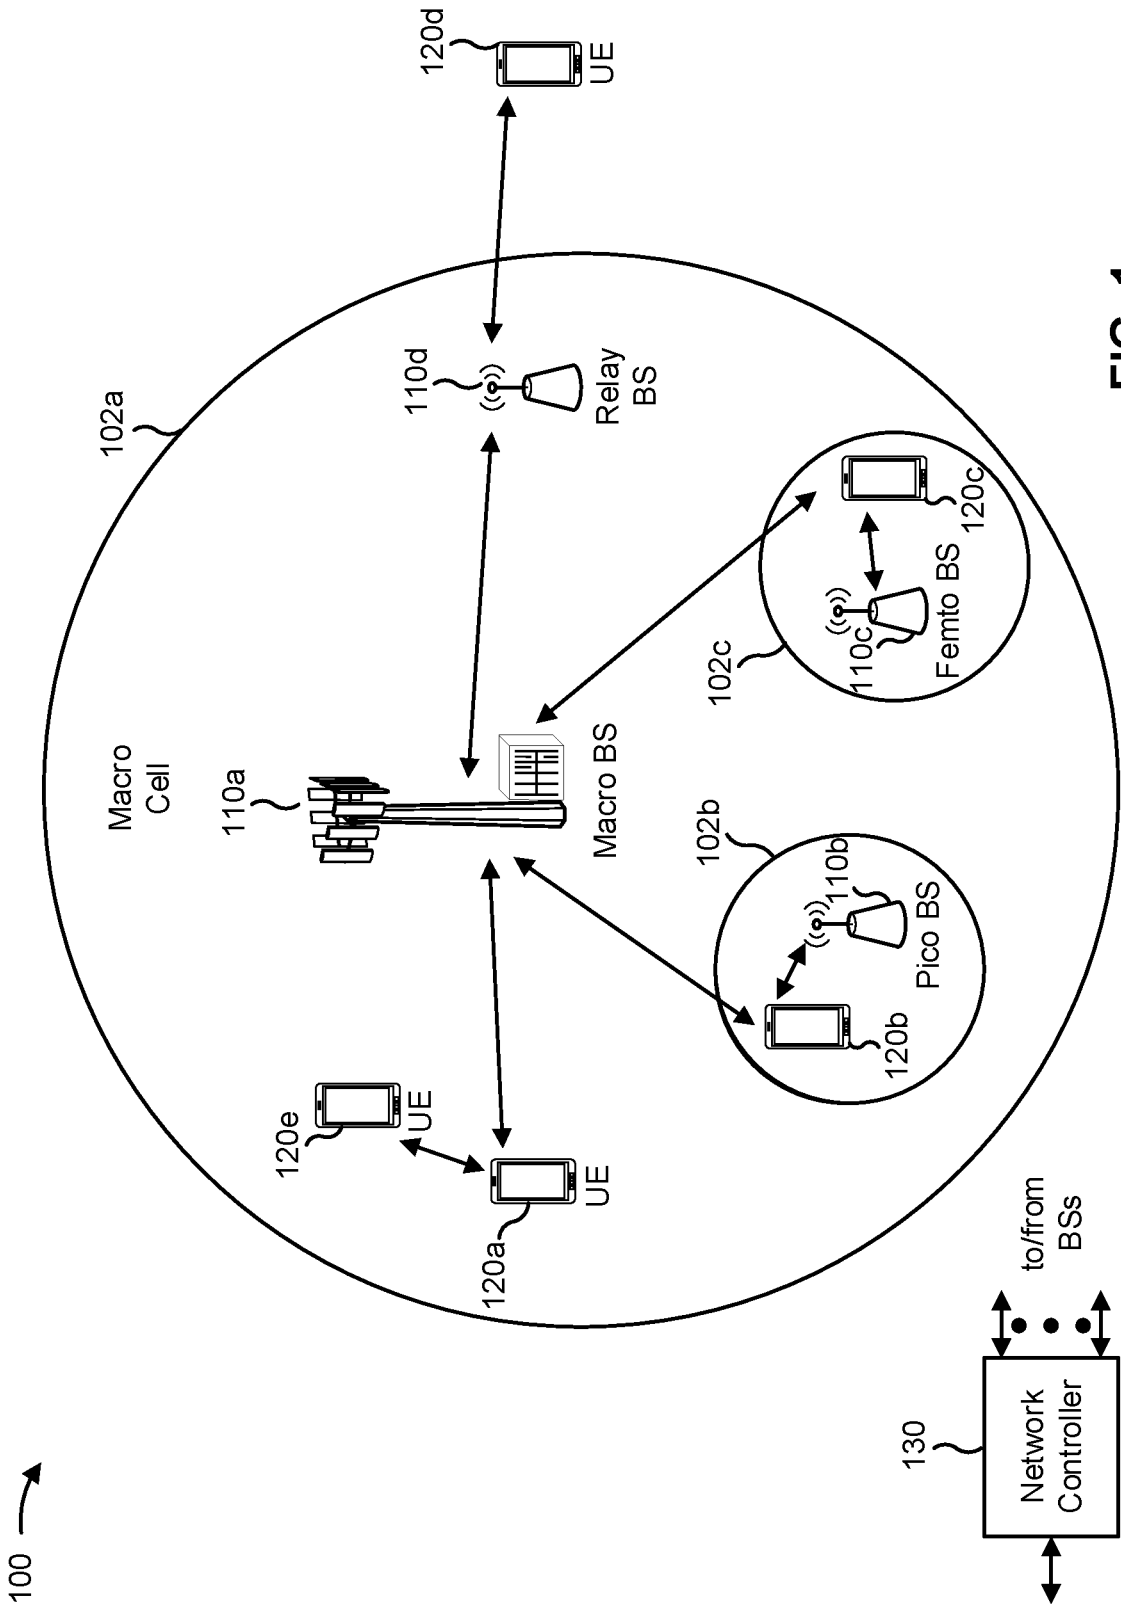 100
102a
Macro
Cell
110a
120d
UE
110d
Relay
BS
120e
UE
120a
UE
Macro BS
102c
120c
110c
Femto BS
102b
110b
Pico BS
120b
130
Network
Controller
to/from
BSs